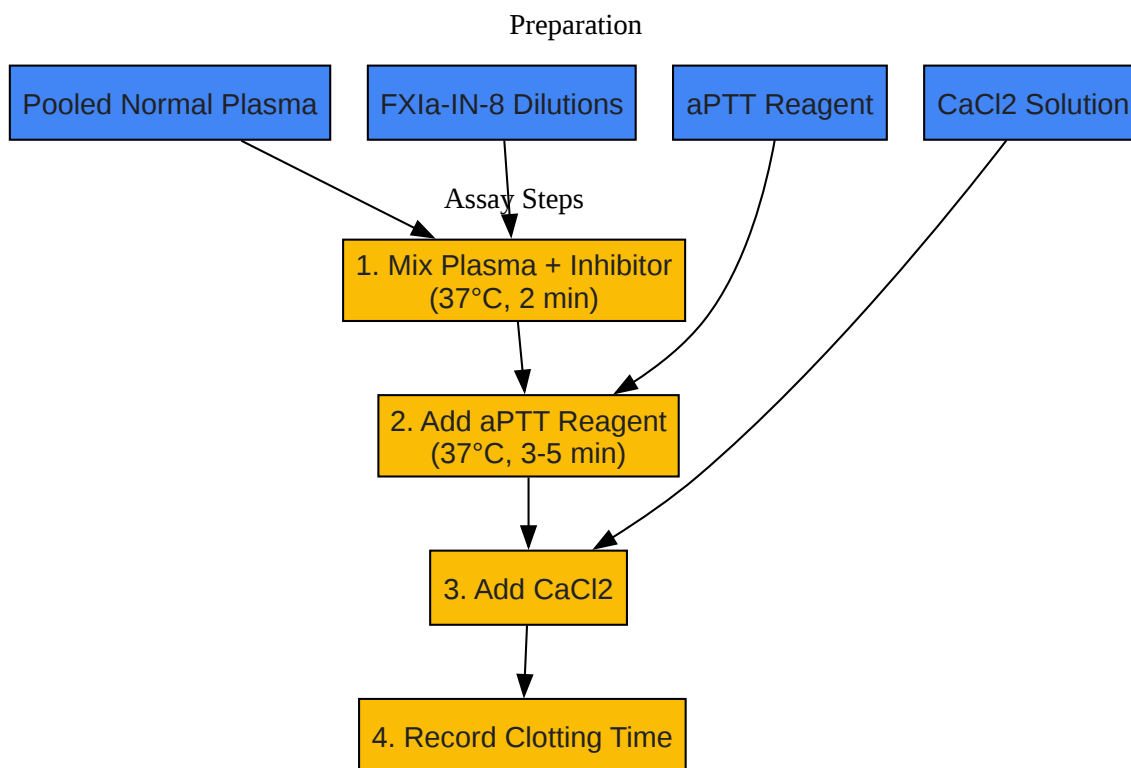 Preparation
Pooled Normal Plasma
FXIa-IN-8 Dilutions
aPTT Reagent
CaCl2 Solution
Assay Steps
1. Mix Plasma + Inhibitor
(37°C, 2 min)
2. Add aPTT Reagent
(37°C, 3-5 min)
3. Add CaCl2
4. Record Clotting Time